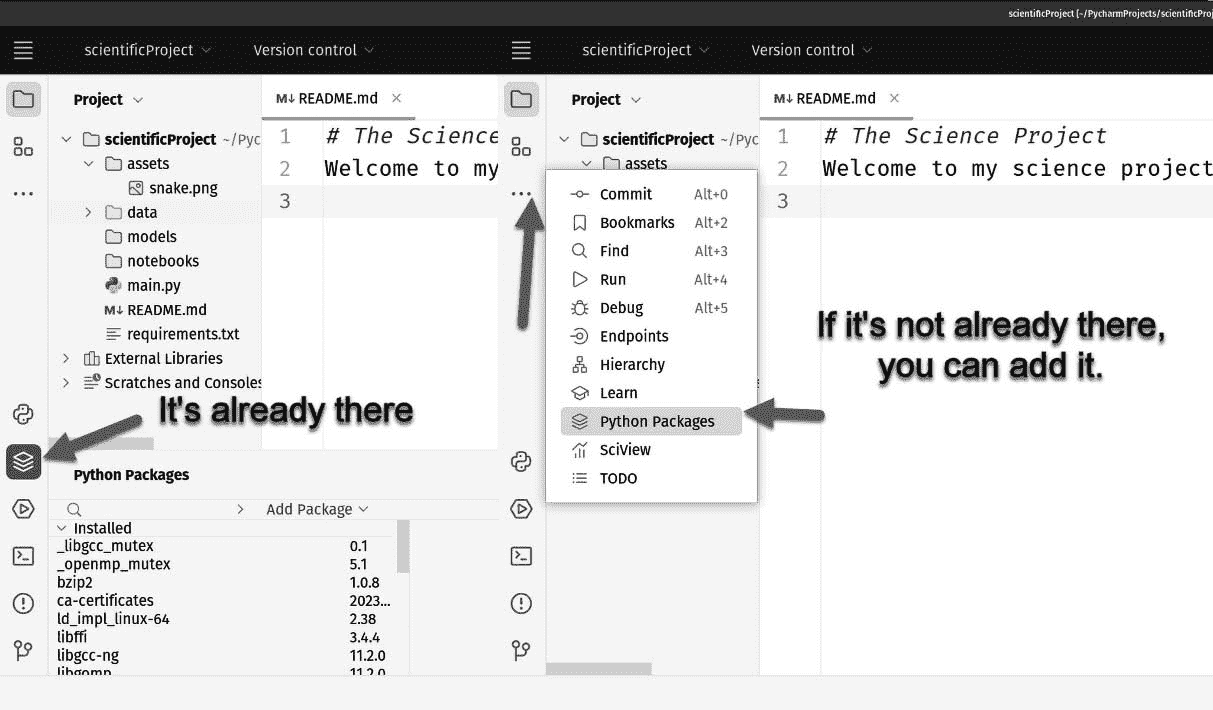 scientificProject [~/PycharmProjects/scientificProj
scientificProject
Version control
Project
M↓ README.md ×
scientificProject ~/Pyc
assets
snake.png
data
models
notebooks
main.py
M↓ README.md
requirements.txt
External Libraries
Scratches and Consoles
1 # The Science
2 Welcome to my
3
It's already there
Python Packages
Add Package
Installed
_libgcc_mutex 0.1
_openmp_mutex 5.1
bzip2 1.0.8
ca-certificates 2023...
ld_impl_linux-64 2.38
libffi 3.4.4
libgcc-ng 11.2.0
libgomp 11.2.0
scientificProject
Version control
Project
M↓ README.md ×
scientificProject ~/Pyc
assets
1 # The Science Project
2 Welcome to my science project
3
Commit Alt+0
Bookmarks Alt+2
Find Alt+3
Run Alt+4
Debug Alt+5
Endpoints
Hierarchy
Learn
Python Packages
SciView
TODO
If it's not already there,
you can add it.